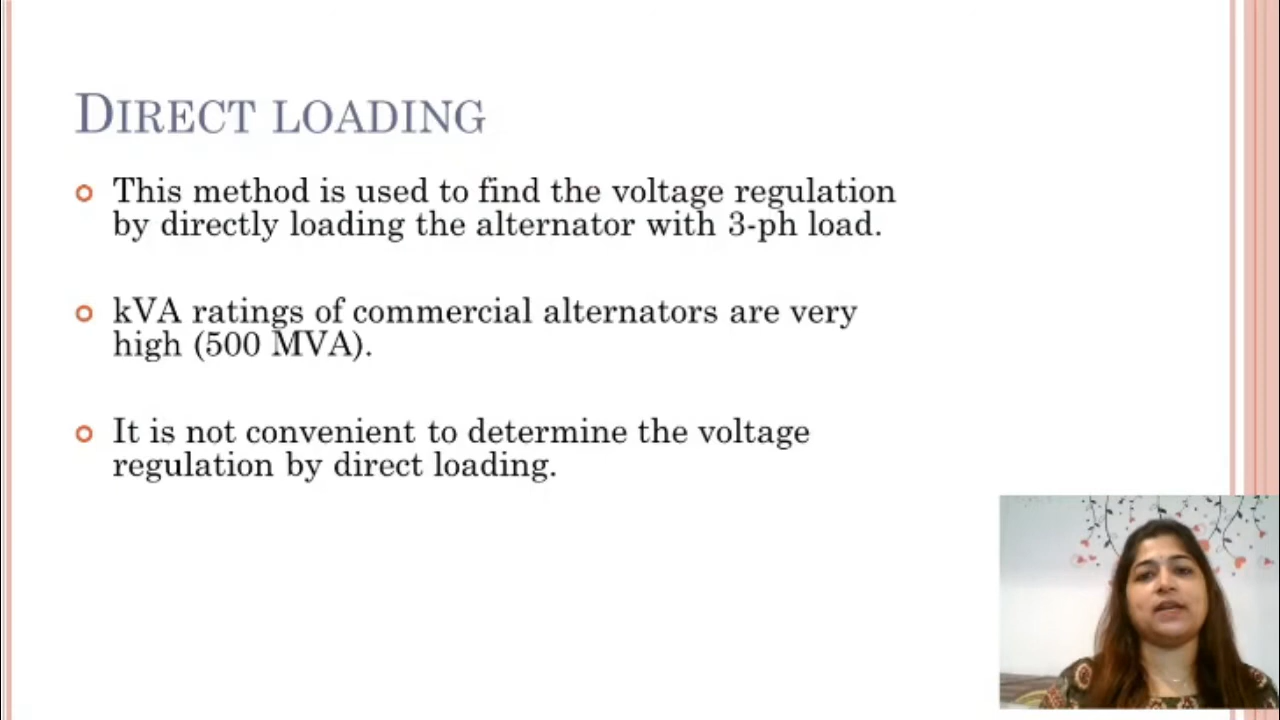 DIRECT LOADING
This method is used to find the voltage regulation
by directly loading the alternator with 3-ph load.
kVA ratings of commercial alternators are very
high (500 MVA).
It is not convenient to determine the voltage
regulation by direct loading.